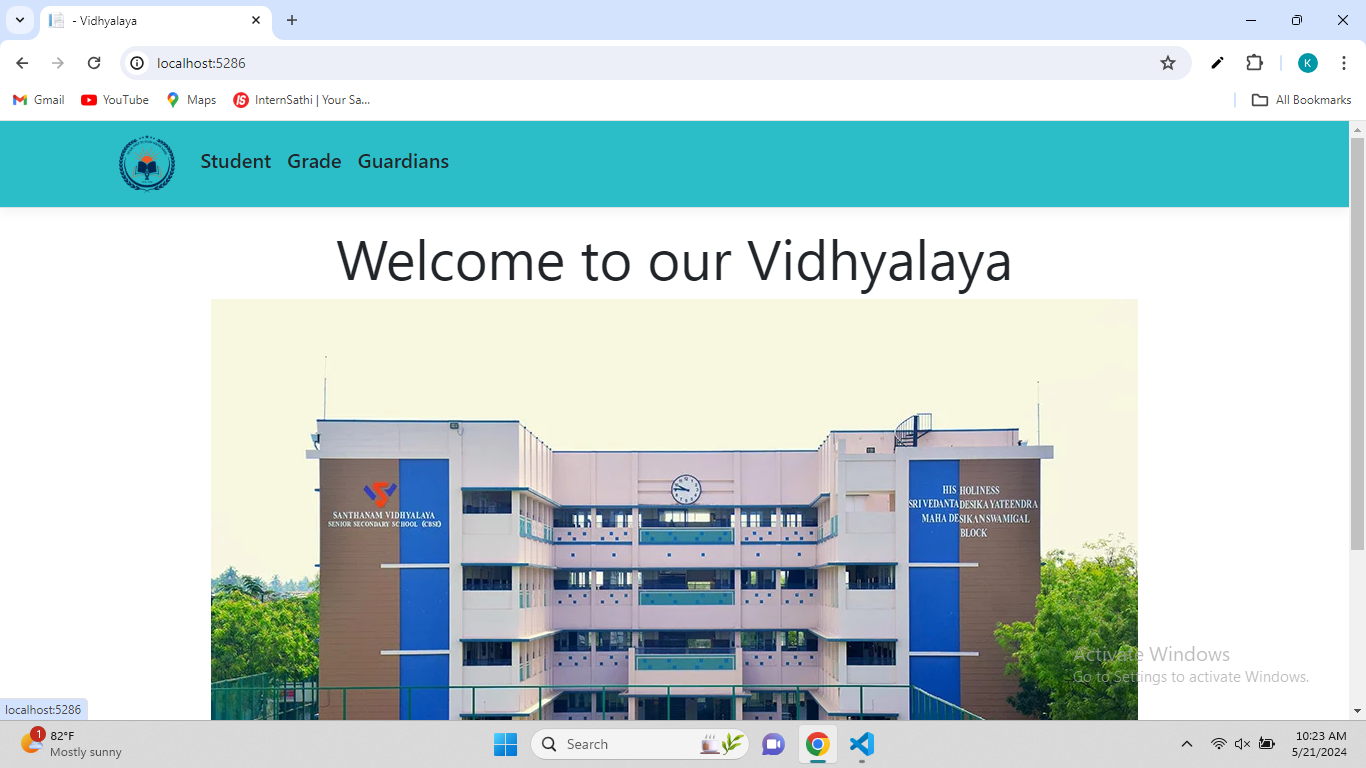 - Vidhyalaya
localhost:5286
K
Gmail YouTube Maps InternSathi | Your Sa... All Bookmarks
Student Grade Guardians
Welcome to our Vidhyalaya
SANTHANAM VIDHYALAYA
SENIOR SECONDARY SCHOOL (CBSE)
HIS HOLINESS
SRI VEDANTA DESIKA YATEENDRA
MAHA DESIKAN SWAMIGAL
BLOCK
Activate Windows
Go to Settings to activate Windows.
localhost:5286
1
82°F
Mostly sunny
Search
10:23 AM
5/21/2024